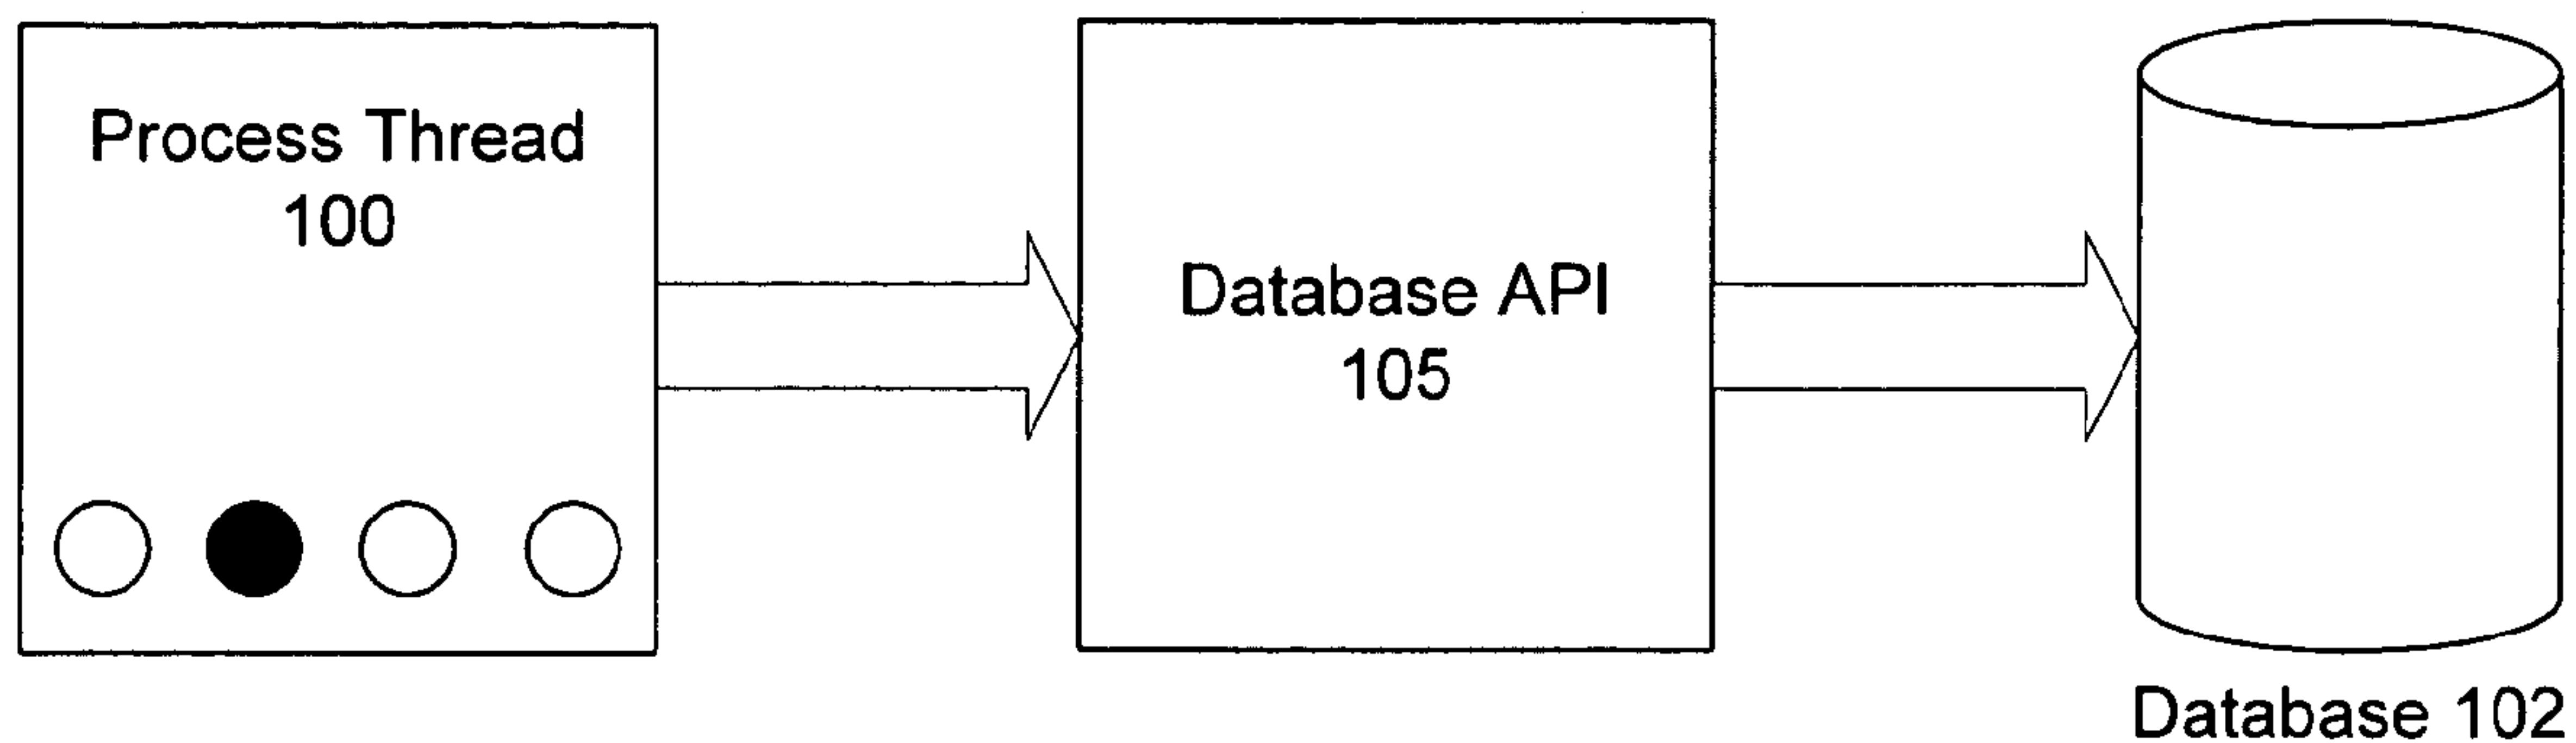 Process Thread
100
Database API
105
Database 102